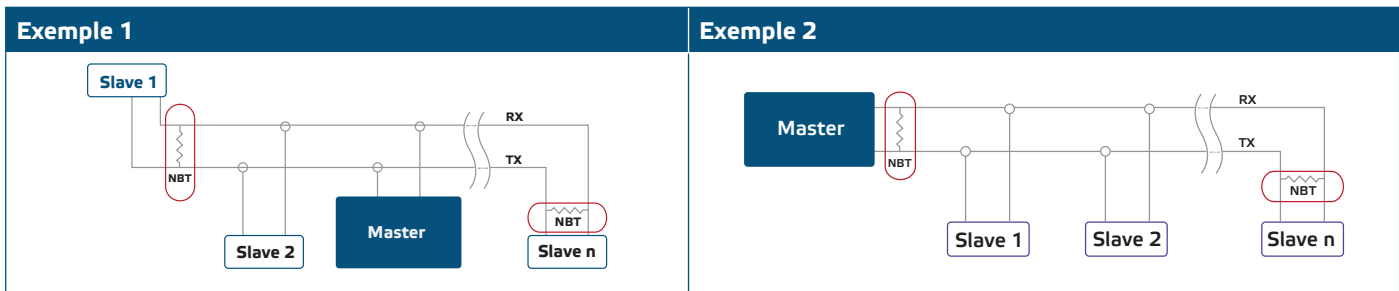 Exemple 1
Slave 1
RX
TX
NBT
NBT
Slave 2
Master
Slave n
Exemple 2
Master
RX
TX
NBT
NBT
Slave 1
Slave 2
Slave n